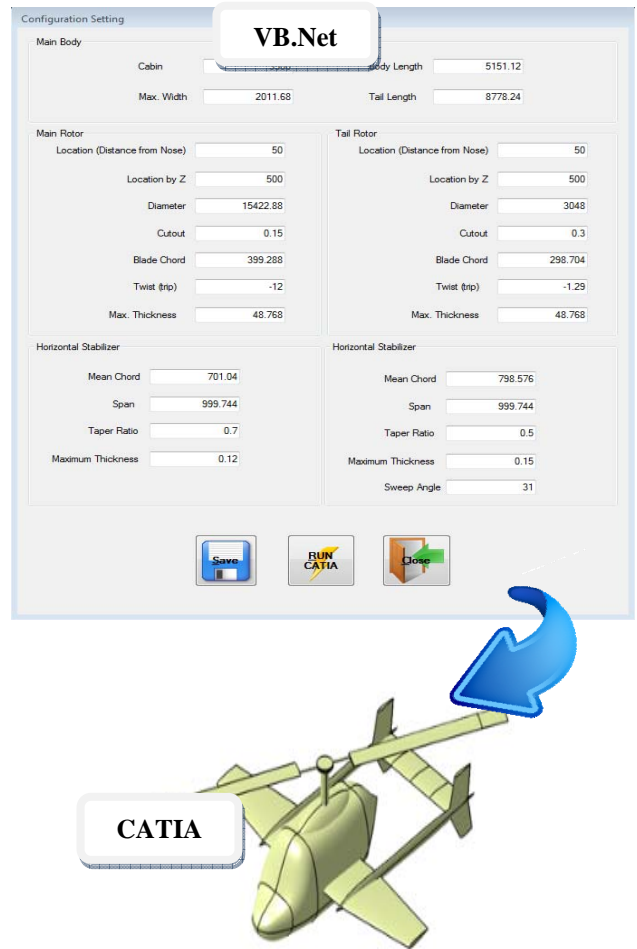 Configuration Setting
VB.Net
Main Body
Cabin
Body Length 5151.12
Max. Width 2011.68 Tail Length 8778.24
Main Rotor
Location (Distance from Nose) 50
Location by Z 500
Diameter 15422.88
Cutout 0.15
Blade Chord 399.288
Twist (trip) -12
Max. Thickness 48.768
Tail Rotor
Location (Distance from Nose) 50
Location by Z 500
Diameter 3048
Cutout 0.3
Blade Chord 298.704
Twist (trip) -1.29
Max. Thickness 48.768
Horizontal Stabilizer
Mean Chord 701.04
Span 999.744
Taper Ratio 0.7
Maximum Thickness 0.12
Horizontal Stabilizer
Mean Chord 798.576
Span 999.744
Taper Ratio 0.5
Maximum Thickness 0.15
Sweep Angle 31
Save
RUN
CATIA
Close
CATIA